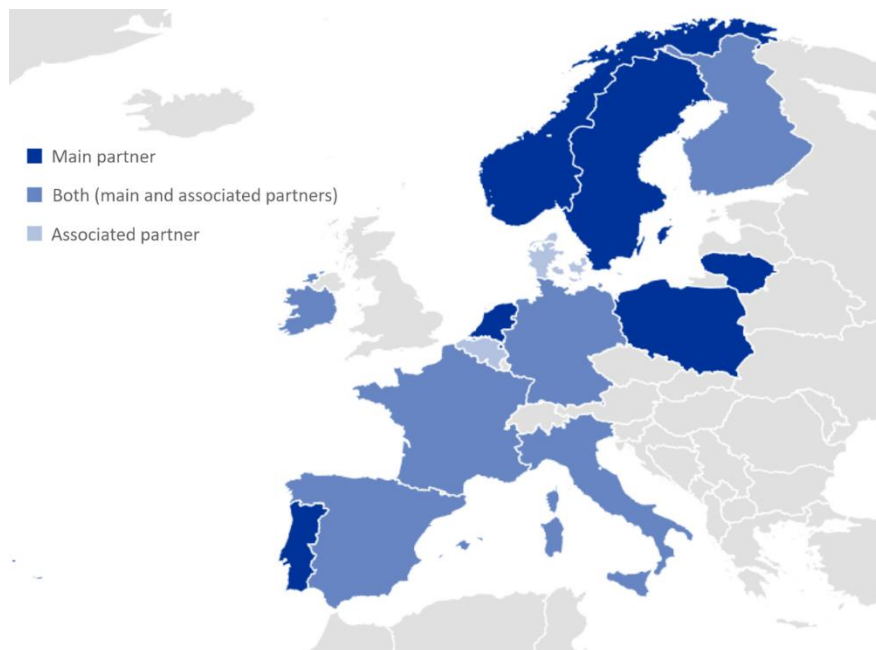 Main partner
Both (main and associated partners)
Associated partner